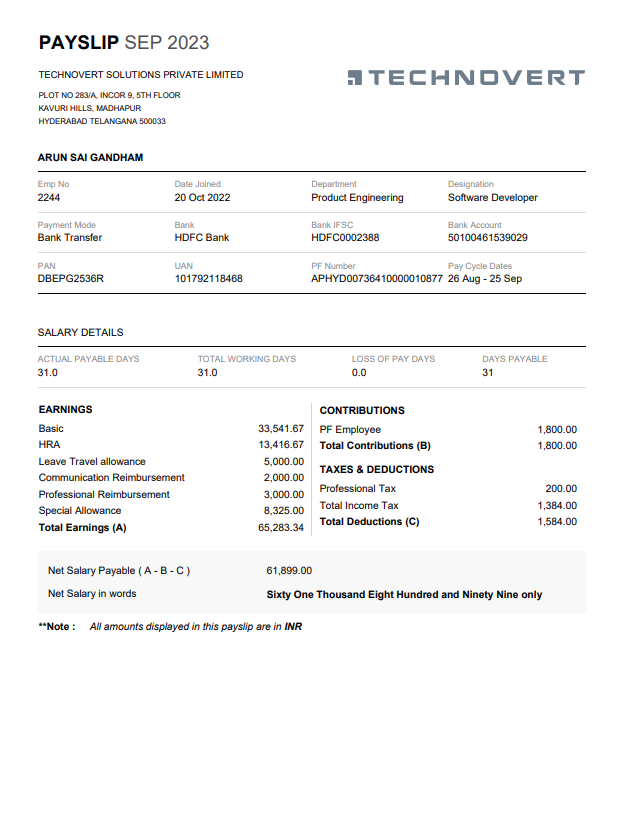 PAYSLIP SEP 2023
TECHNOVERT SOLUTIONS PRIVATE LIMITED
TECHNOVERT
PLOT NO 283/A, INCOR 9, 5TH FLOOR
KAVURI HILLS, MADHAPUR
HYDERABAD TELANGANA 500033
ARUN SAI GANDHAM
Emp No Date Joined Department Designation
2244 20 Oct 2022 Product Engineering Software Developer
Payment Mode Bank Bank IFSC Bank Account
Bank Transfer HDFC Bank HDFC0002388 50100461539029
PAN UAN PF Number Pay Cycle Dates
DBEPG2536R 101792118468 APHYD00736410000010877 26 Aug - 25 Sep
SALARY DETAILS
ACTUAL PAYABLE DAYS TOTAL WORKING DAYS LOSS OF PAY DAYS DAYS PAYABLE
31.0 31.0 0.0 31
EARNINGS
Basic 33,541.67
HRA 13,416.67
Leave Travel allowance 5,000.00
Communication Reimbursement 2,000.00
Professional Reimbursement 3,000.00
Special Allowance 8,325.00
Total Earnings (A) 65,283.34
CONTRIBUTIONS
PF Employee 1,800.00
Total Contributions (B) 1,800.00
TAXES & DEDUCTIONS
Professional Tax 200.00
Total Income Tax 1,384.00
Total Deductions (C) 1,584.00
Net Salary Payable ( A - B - C ) 61,899.00
Net Salary in words Sixty One Thousand Eight Hundred and Ninety Nine only
**Note : All amounts displayed in this payslip are in INR